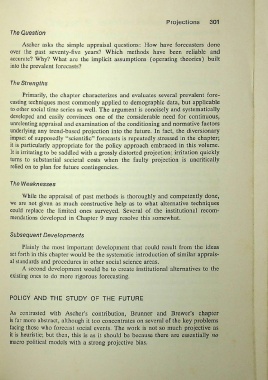 Projections 301
The Question
Ascher asks the simple appraisal questions: How have forecasters done
over the past seventy-five years? Which methods have been reliable and
accurate? Why? What are the implicit assumptions (operating theories) built
into the prevalent forecasts?
The Strengths
Primarily, the chapter characterizes and evaluates several prevalent fore-
casting techniques most commonly applied to demographic data, but applicable
to other social time series as well. The argument is concisely and systematically
developed and easily convinces one of the considerable need for continuous,
unrelenting appraisal and examination of the conditioning and normative factors
underlying any trend-based projection into the future. In fact, the diversionary
impact of supposedly "scientific" forecasts is repeatedly stressed in the chapter;
it is particularly appropriate for the policy approach embraced in this volume.
It is irritating to be saddled with a grossly distorted projection; irritation quickly
turns to substantial societal costs when the faulty projection is uncritically
relied on to plan for future contingencies.
The Weaknesses
While the appraisal of past methods is thoroughly and competently done,
we are not given as much constructive help as to what alternative techniques
could replace the limited ones surveyed. Several of the institutional recom-
mendations developed in Chapter 9 may resolve this somewhat.
Subsequent Developments
Plainly the most important development that could result from the ideas
set forth in this chapter would be the systematic introduction of similar apprais-
al standards and procedures in other social science areas.
A second development would be to create institutional alternatives to the
existing ones to do more rigorous forecasting.
POLICY AND THE STUDY OF THE FUTURE
As contrasted with Ascher's contribution, Brunner and Brewer's chapter
is far more abstract, although it too concentrates on several of the key problems
facing those who forecast social events. The work is not so much projective as
it is heuristic; but then, this is as it should be because there are essentially no
macro political models with a strong projective bias.